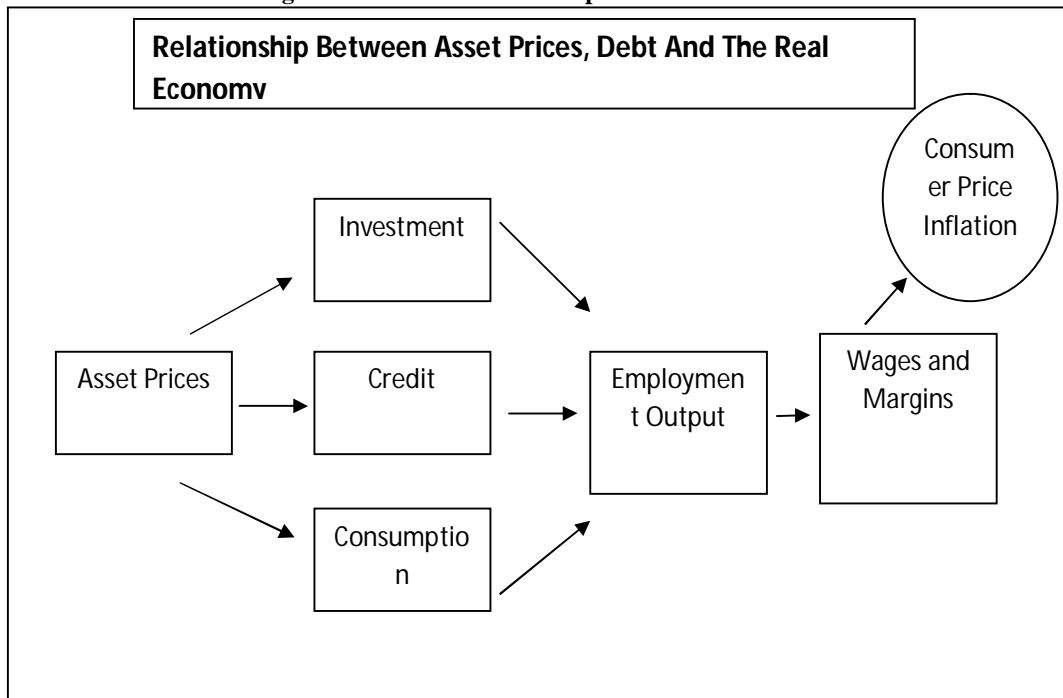 Relationship Between Asset Prices, Debt And The Real
Economy
Consum
er Price
Inflation
Investment
Asset Prices
Credit
Employmen
t Output
Wages and
Margins
Consumptio
n